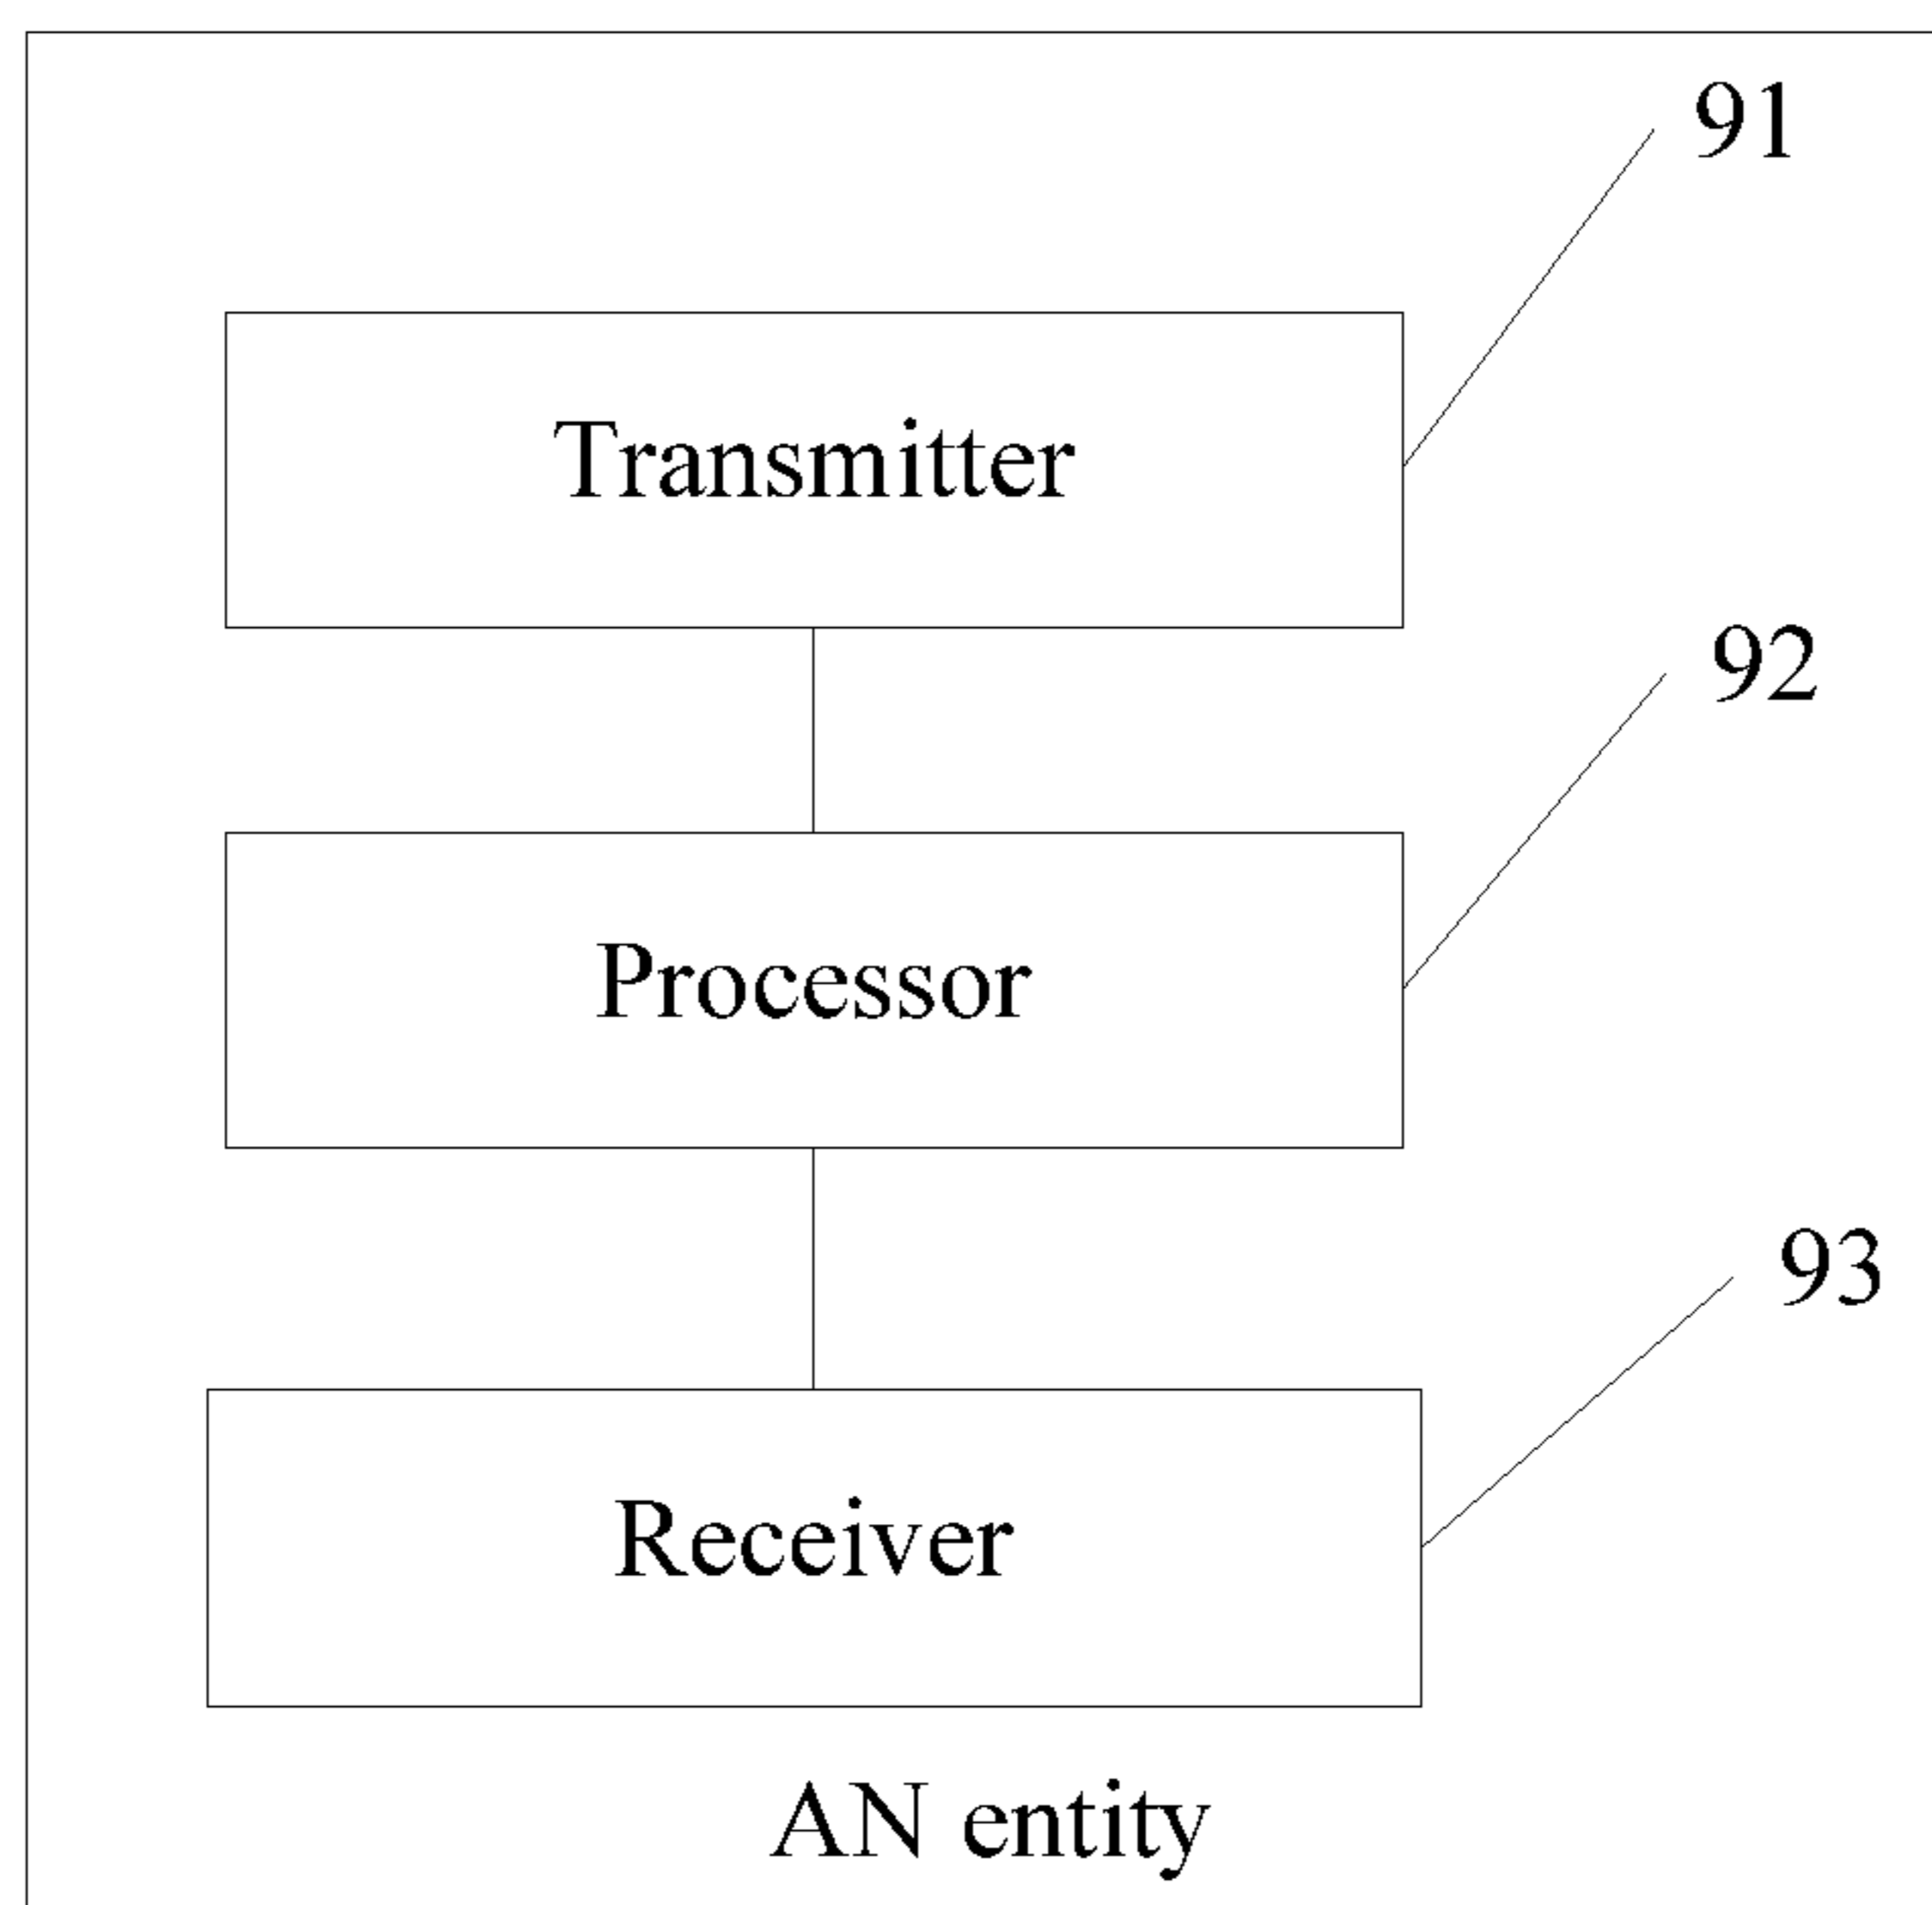 91
Transmitter
92
Processor
93
Receiver
AN entity